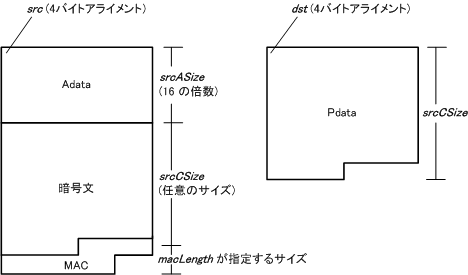 src (4バイトアライメント)
Adata
srcASize
(16 の倍数)
暗号文
srcCSize
(任意のサイズ)
MAC
macLength が指定するサイズ
dst (4バイトアライメント)
Pdata
srcCSize